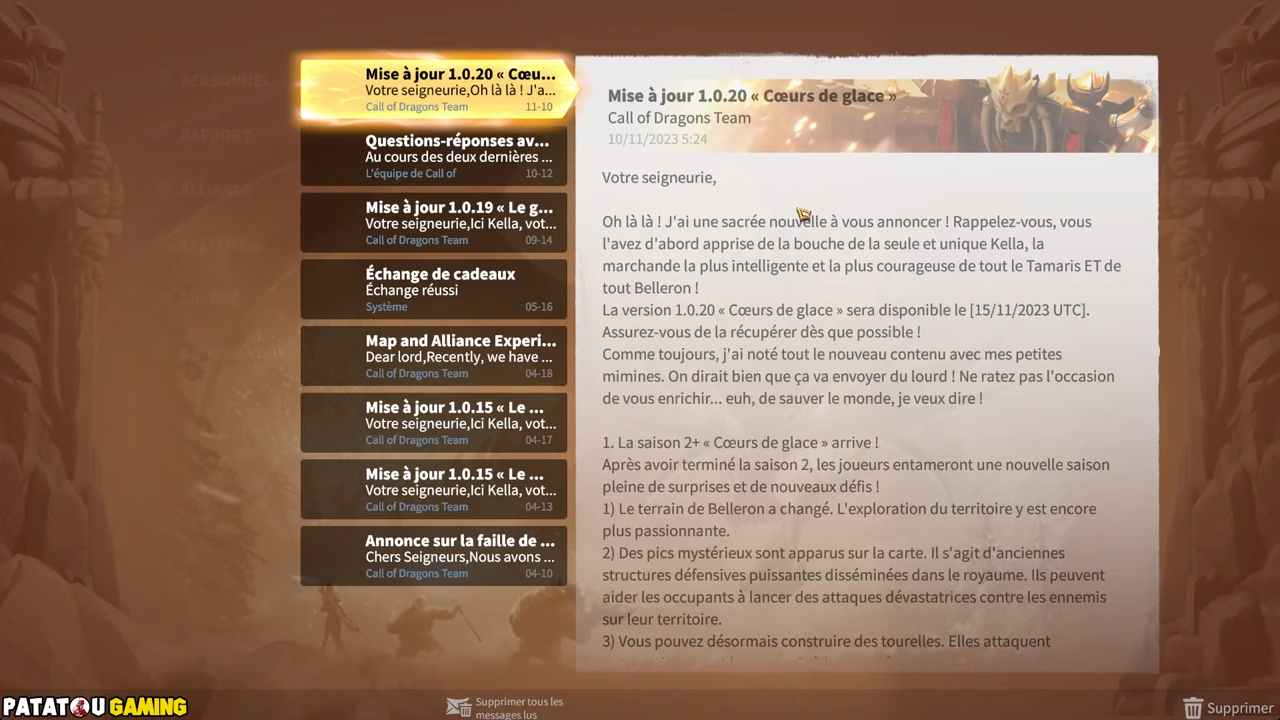 PERSONNEL
RAPPORT
ALLIANCE
SYSTÈME
ENVOYÉ
Mise à jour 1.0.20 « Cœu...
Votre seigneurie,Oh là là ! J'a...
Call of Dragons Team 11-10
Questions-réponses av...
Au cours des deux dernières ...
L'équipe de Call of 10-12
Mise à jour 1.0.19 « Le g...
Votre seigneurie,Ici Kella, vot...
Call of Dragons Team 09-14
Échange de cadeaux
Échange réussi
Système 05-16
Map and Alliance Experi...
Dear lord,Recently, we have ...
Call of Dragons Team 04-18
Mise à jour 1.0.15 « Le ...
Votre seigneurie,Ici Kella, vot...
Call of Dragons Team 04-17
Mise à jour 1.0.15 « Le ...
Votre seigneurie,Ici Kella, vot...
Call of Dragons Team 04-13
Annonce sur la faille de ...
Chers Seigneurs,Nous avons ...
Call of Dragons Team 04-10
Mise à jour 1.0.20 « Cœurs de glace »
Call of Dragons Team
10/11/2023 5:24
Votre seigneurie,
Oh là là ! J'ai une sacrée nouvelle à vous annoncer ! Rappelez-vous, vous
l'avez d'abord apprise de la bouche de la seule et unique Kella, la
marchande la plus intelligente et la plus courageuse de tout le Tamaris ET de
tout Belleron !
La version 1.0.20 « Cœurs de glace » sera disponible le [15/11/2023 UTC].
Assurez-vous de la récupérer dès que possible !
Comme toujours, j'ai noté tout le nouveau contenu avec mes petites
mimines. On dirait bien que ça va envoyer du lourd ! Ne ratez pas l'occasion
de vous enrichir... euh, de sauver le monde, je veux dire !
1. La saison 2+ « Cœurs de glace » arrive !
Après avoir terminé la saison 2, les joueurs entameront une nouvelle saison
pleine de surprises et de nouveaux défis !
1) Le terrain de Belleron a changé. L'exploration du territoire y est encore
plus passionnante.
2) Des pics mystérieux sont apparus sur la carte. Il s'agit d'anciennes
structures défensives puissantes disséminées dans le royaume. Ils peuvent
aider les occupants à lancer des attaques dévastatrices contre les ennemis
sur leur territoire.
3) Vous pouvez désormais construire des tourelles. Elles attaquent
Supprimer tous les
messages lus
Supprimer
PATATOU GAMING